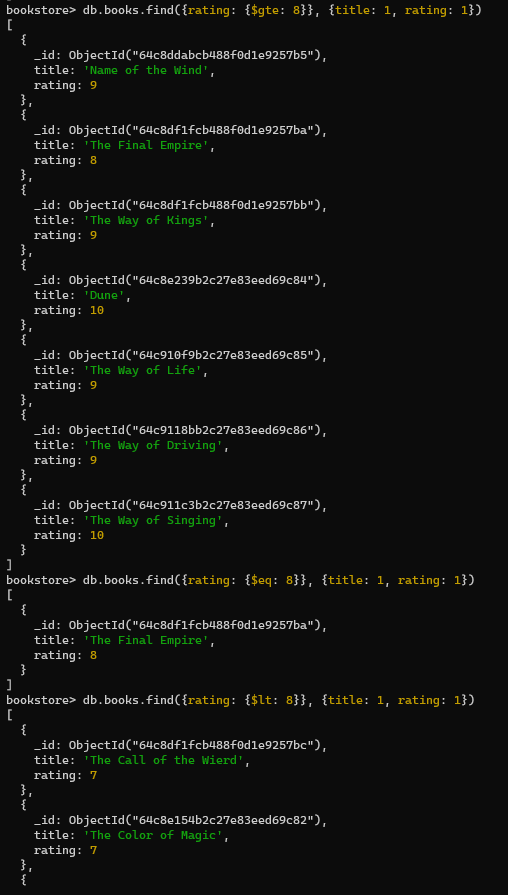 bookstore> db.books.find({rating: {$gte: 8}}, {title: 1, rating: 1})
[
  {
    _id: ObjectId("64c8ddabcb488f0d1e9257b5"),
    title: 'Name of the Wind',
    rating: 9
  },
  {
    _id: ObjectId("64c8df1fcb488f0d1e9257ba"),
    title: 'The Final Empire',
    rating: 8
  },
  {
    _id: ObjectId("64c8df1fcb488f0d1e9257bb"),
    title: 'The Way of Kings',
    rating: 9
  },
  {
    _id: ObjectId("64c8e239b2c27e83eed69c84"),
    title: 'Dune',
    rating: 10
  },
  {
    _id: ObjectId("64c910f9b2c27e83eed69c85"),
    title: 'The Way of Life',
    rating: 9
  },
  {
    _id: ObjectId("64c9118bb2c27e83eed69c86"),
    title: 'The Way of Driving',
    rating: 9
  },
  {
    _id: ObjectId("64c911c3b2c27e83eed69c87"),
    title: 'The Way of Singing',
    rating: 10
  }
]
bookstore> db.books.find({rating: {$eq: 8}}, {title: 1, rating: 1})
[
  {
    _id: ObjectId("64c8df1fcb488f0d1e9257ba"),
    title: 'The Final Empire',
    rating: 8
  }
]
bookstore> db.books.find({rating: {$lt: 8}}, {title: 1, rating: 1})
[
  {
    _id: ObjectId("64c8df1fcb488f0d1e9257bc"),
    title: 'The Call of the Wierd',
    rating: 7
  },
  {
    _id: ObjectId("64c8e154b2c27e83eed69c82"),
    title: 'The Color of Magic',
    rating: 7
  },
  {